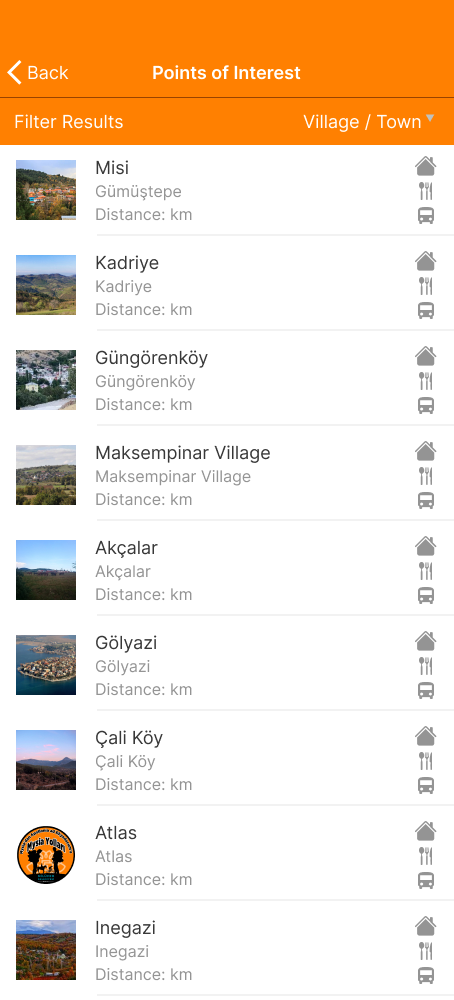 Back
Points of Interest
Filter Results
Village / Town
Misi
Gümüştepe
Distance: km
Kadriye
Kadriye
Distance: km
Güngörenköy
Güngörenköy
Distance: km
Maksempinar Village
Maksempinar Village
Distance: km
Akçalar
Akçalar
Distance: km
Gölyazi
Gölyazi
Distance: km
Çali Köy
Çali Köy
Distance: km
Mysia Yolları
Atlas
Atlas
Distance: km
Inegazi
Inegazi
Distance: km